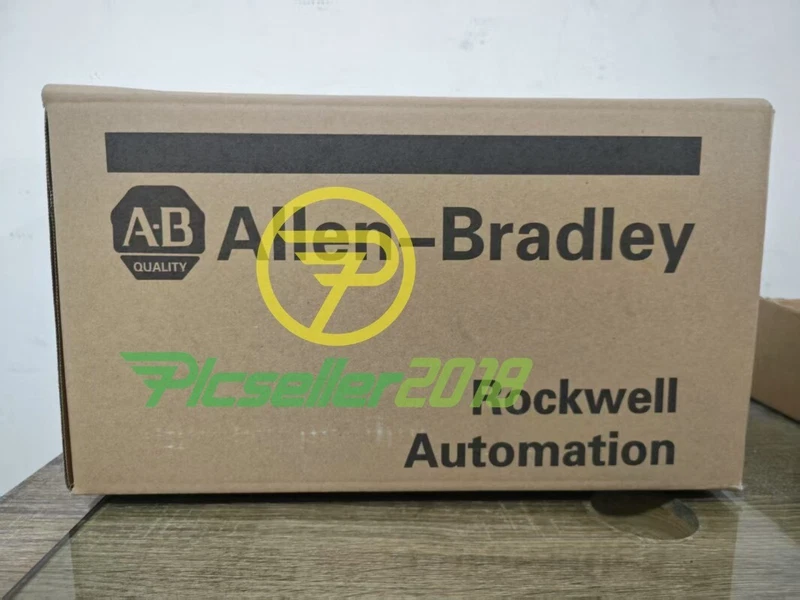 A·B
QUALITY
Allen-Bradley
Plcseller2018
Rockwell
Automation